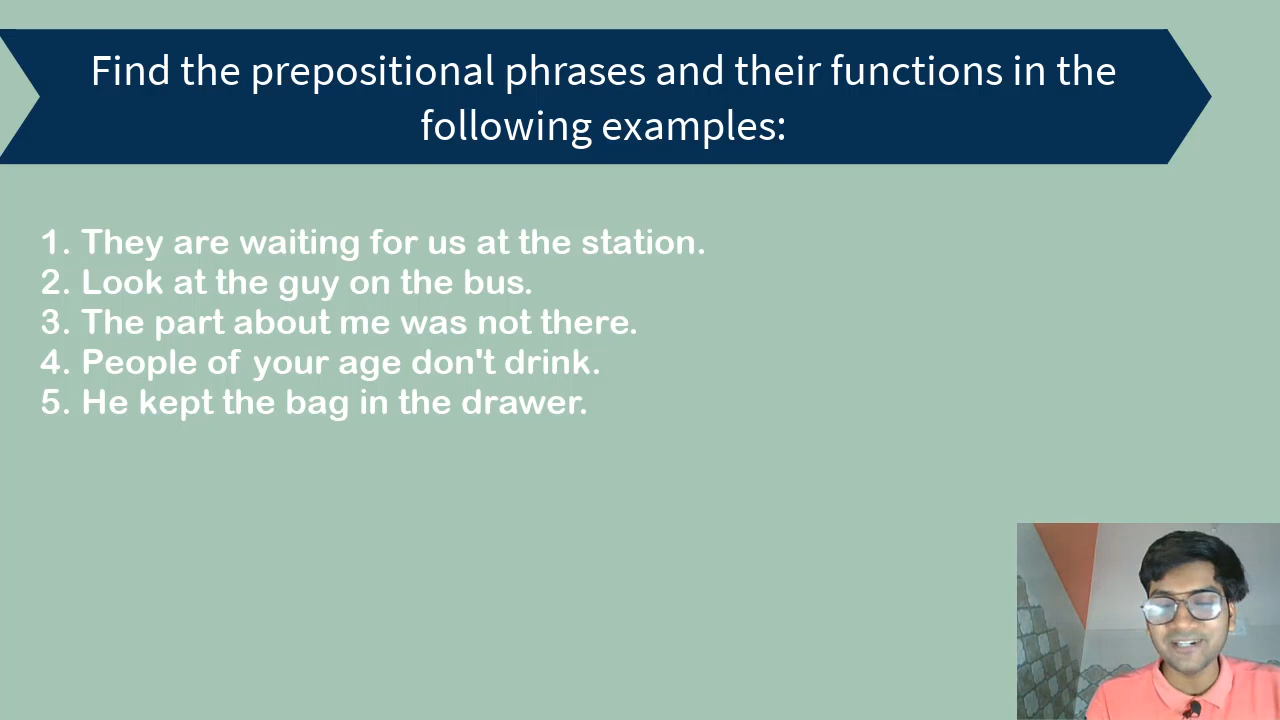 Find the prepositional phrases and their functions in the
following examples:
1. They are waiting for us at the station.
2. Look at the guy on the bus.
3. The part about me was not there.
4. People of your age don't drink.
5. He kept the bag in the drawer.